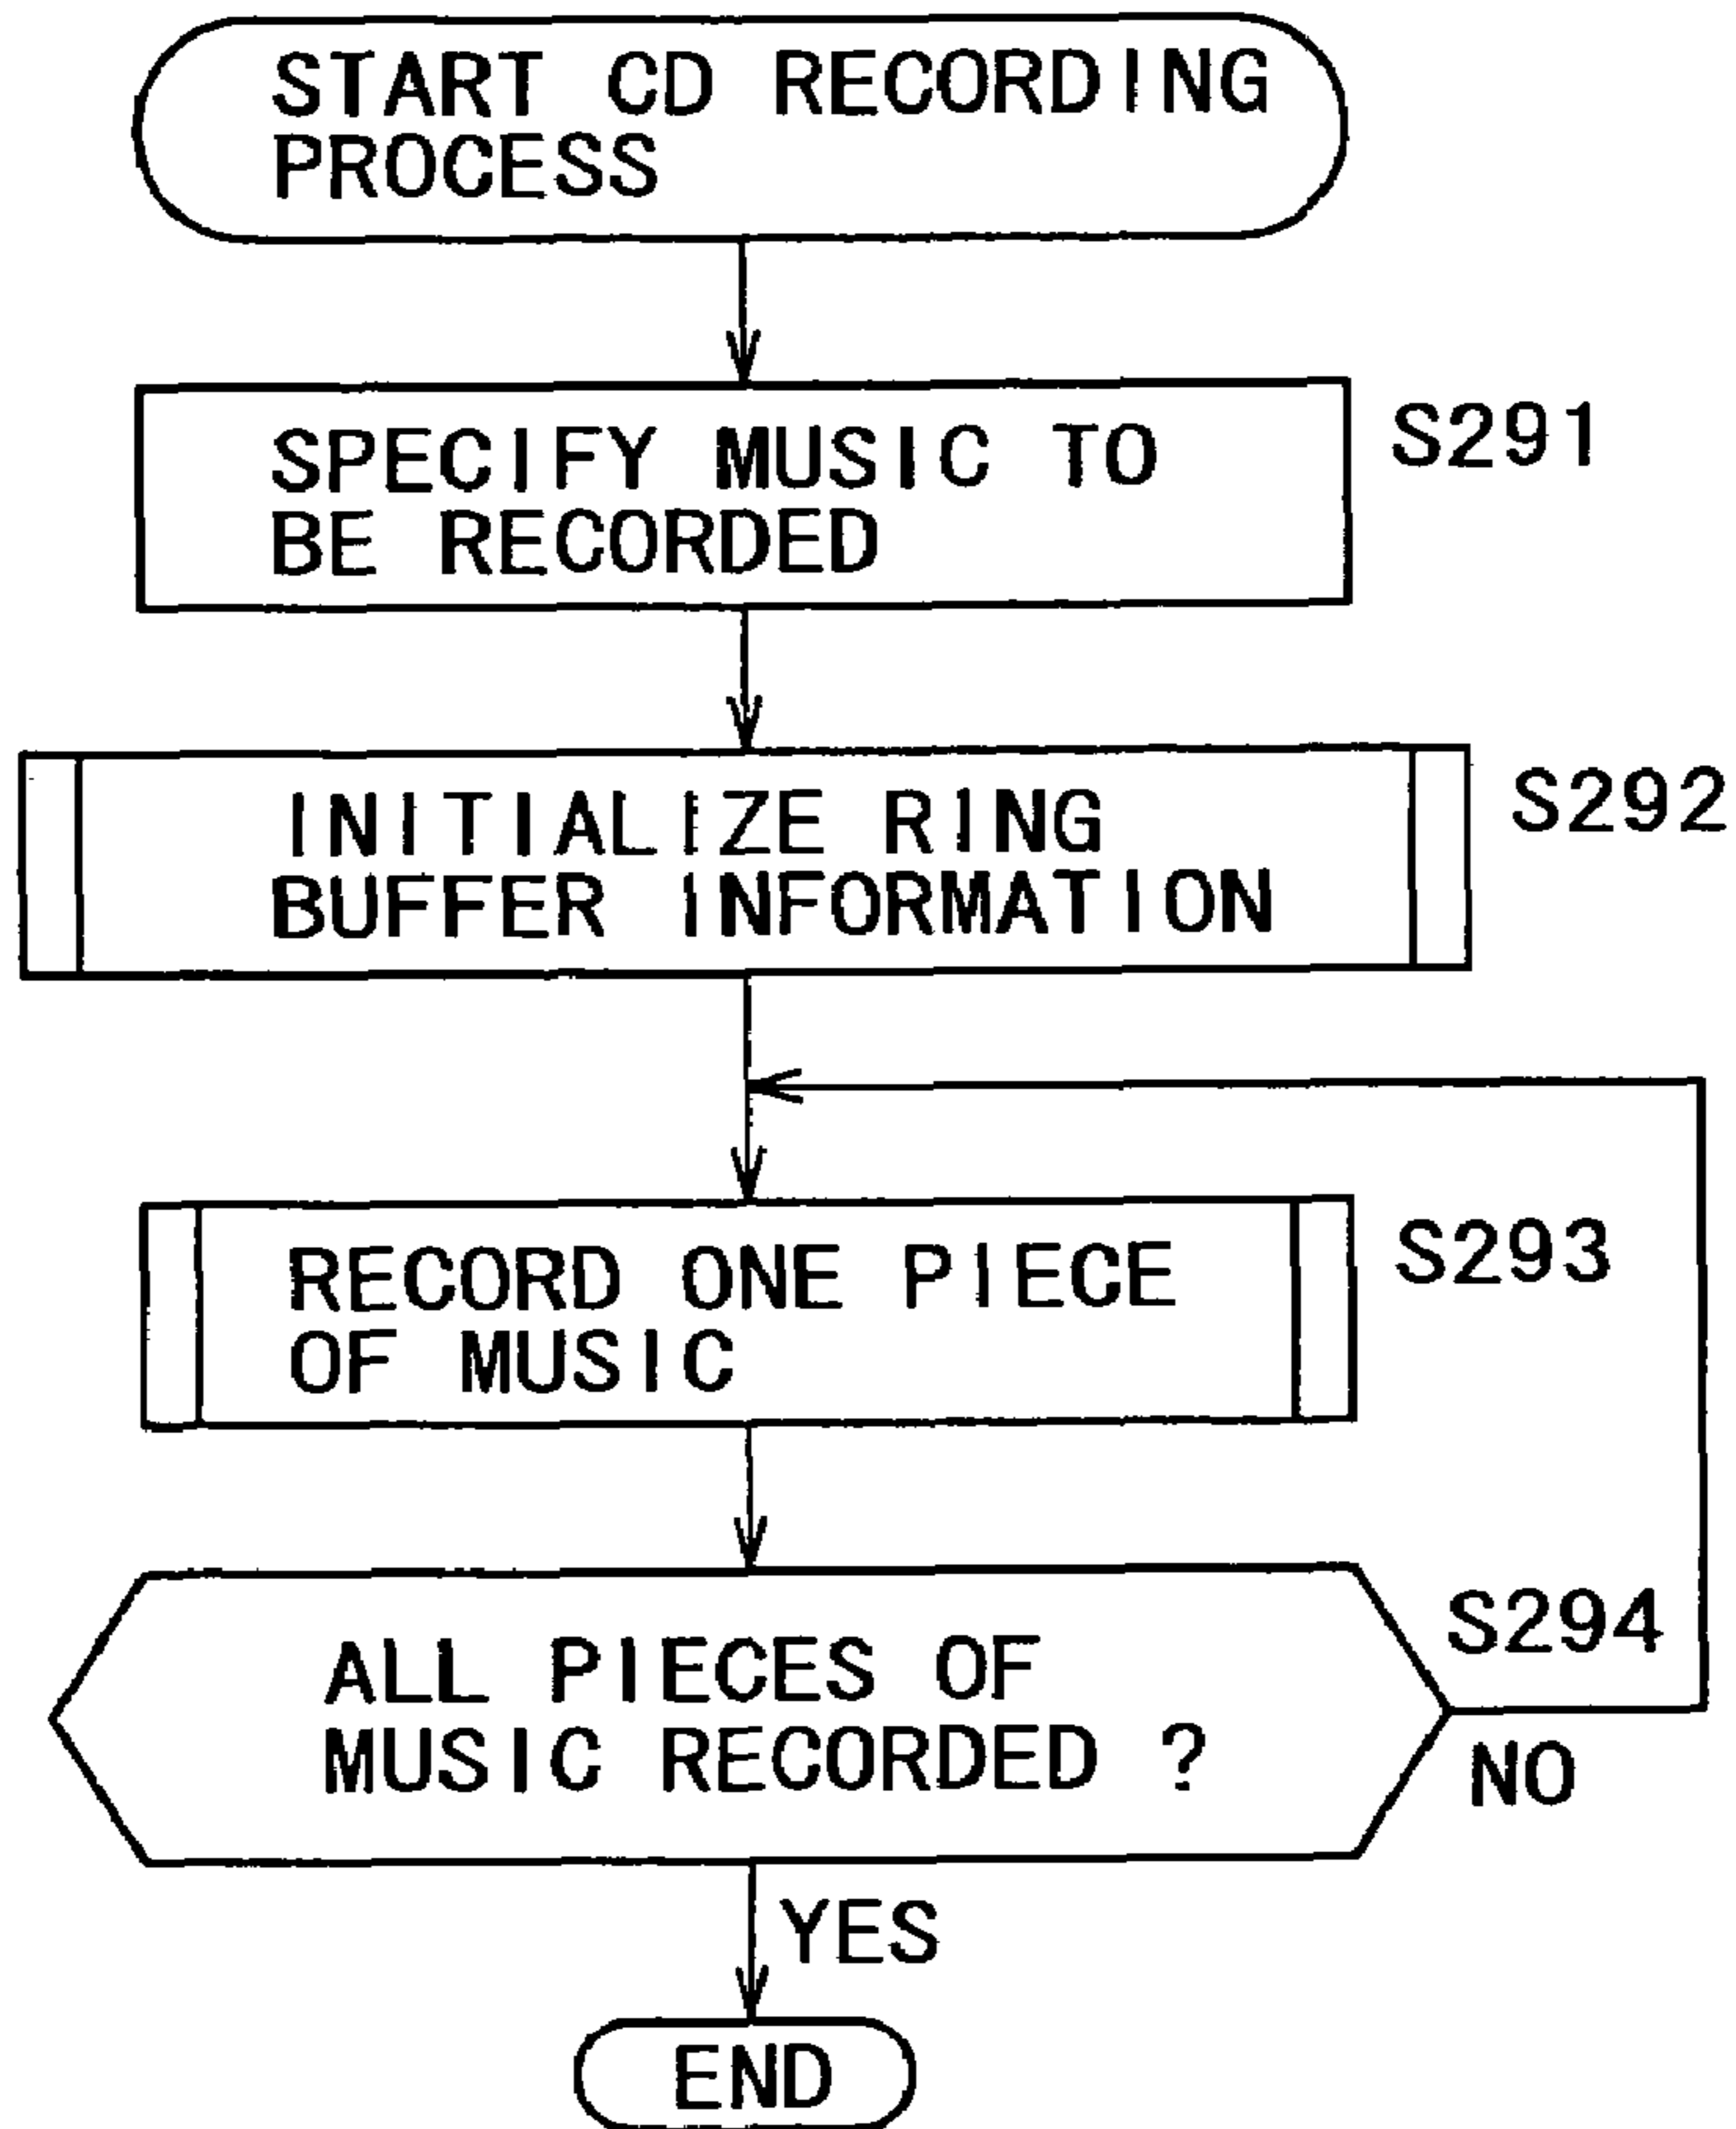 START CD RECORDING
PROCESS
SPECIFY MUSIC TO
BE RECORDED
S291
INITIALIZE RING
BUFFER INFORMATION
S292
RECORD ONE PIECE
OF MUSIC
S293
ALL PIECES OF
MUSIC RECORDED ?
S294
NO
YES
END